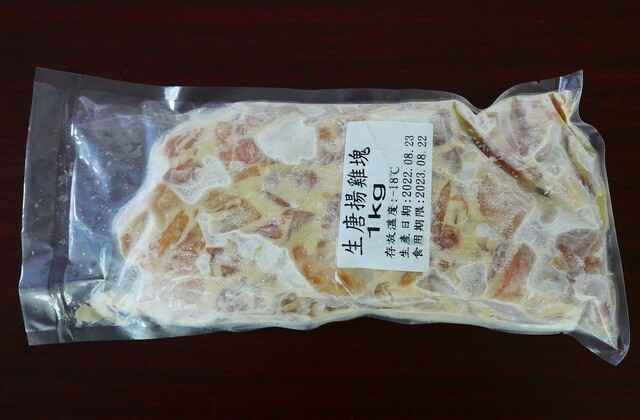 生唐揚雞塊
1kg
存放溫度:-18℃
生產日期:2022.08.23
食用期限:2023.08.22